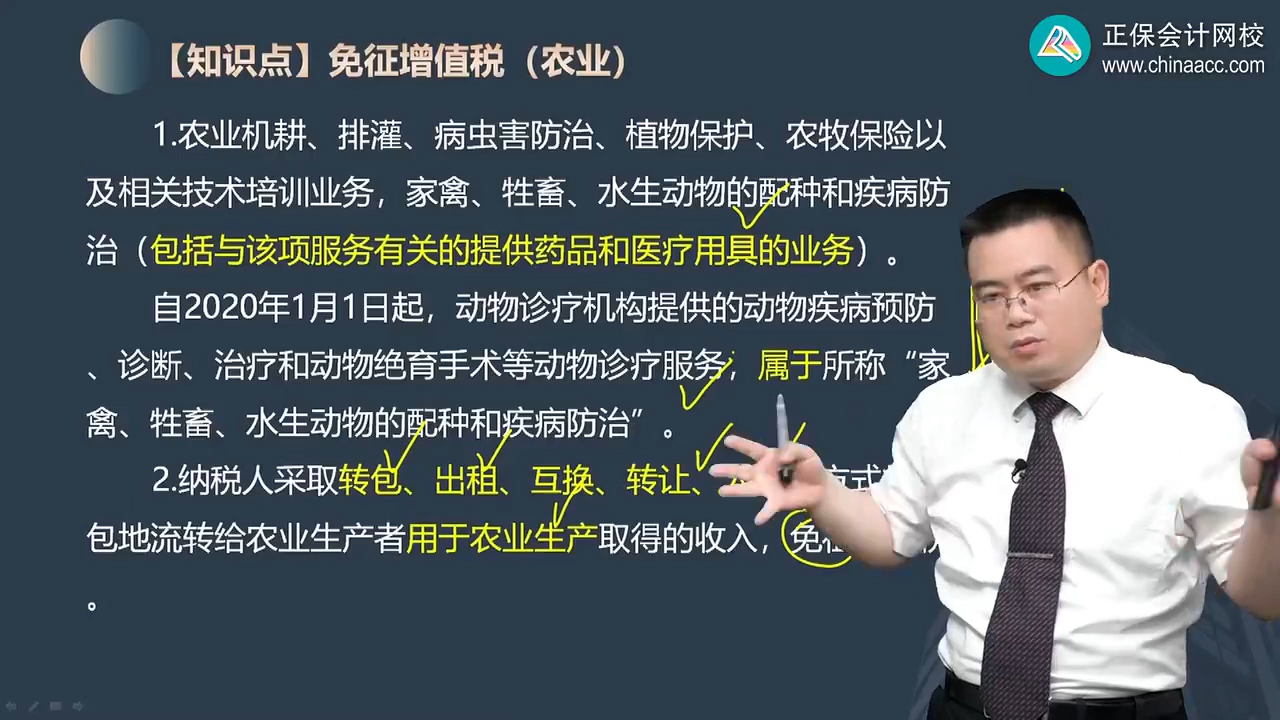 【知识点】免征增值税（农业）
正保会计网校
www.chinaacc.com
1.农业机耕、排灌、病虫害防治、植物保护、农牧保险以
及相关技术培训业务，家禽、牲畜、水生动物的配种和疾病防
治（包括与该项服务有关的提供药品和医疗用具的业务）。
自2020年1月1日起，动物诊疗机构提供的动物疾病预防
、诊断、治疗和动物绝育手术等动物诊疗服务，属于所称“家
禽、牲畜、水生动物的配种和疾病防治”。
2.纳税人采取转包、出租、互换、转让、
包地流转给农业生产者用于农业生产取得的收入，免征
。